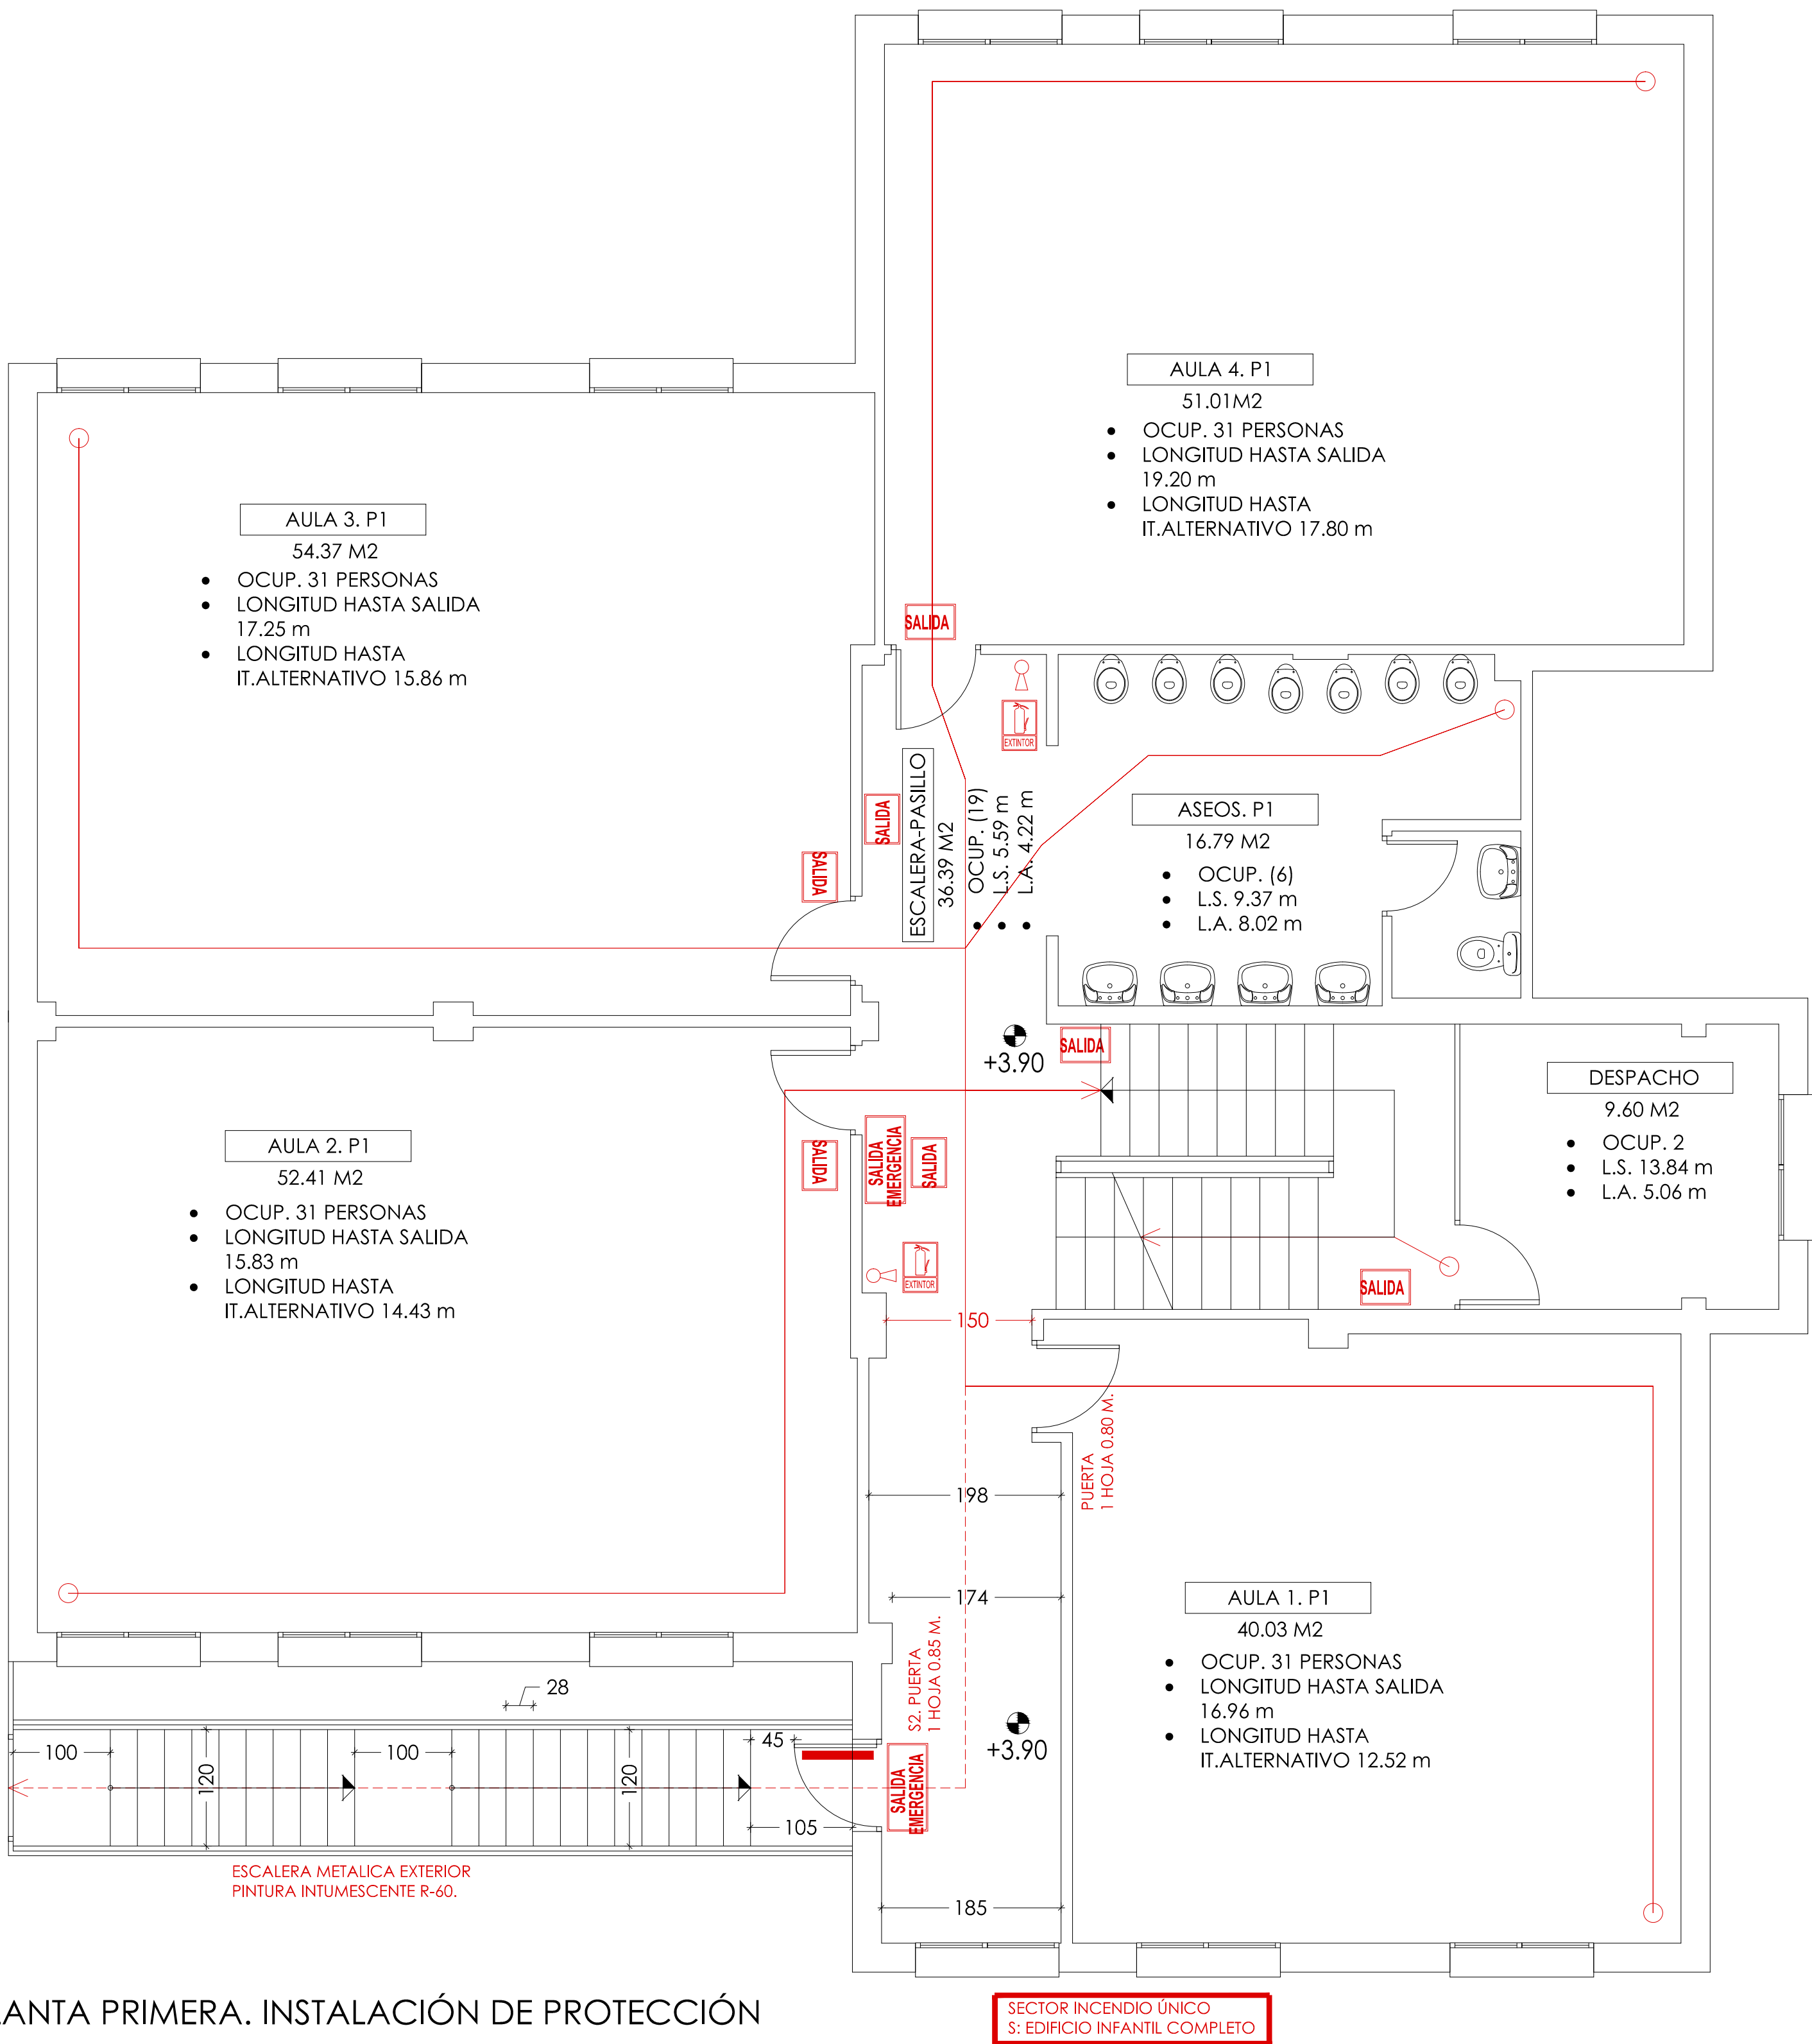 AULA 4. P1
51.01M2
• OCUP. 31 PERSONAS
• LONGITUD HASTA SALIDA
19.20 m
• LONGITUD HASTA
IT.ALTERNATIVO 17.80 m
AULA 3. P1
54.37 M2
• OCUP. 31 PERSONAS
• LONGITUD HASTA SALIDA
17.25 m
• LONGITUD HASTA
IT.ALTERNATIVO 15.86 m
SALIDA
EXTINTOR
SALIDA
SALIDA
ESCALERA-PASILLO
36.39 M2
• OCUP. (19)
• L.S. 5.59 m
• L.A. 4.22 m
ASEOS. P1
16.79 M2
• OCUP. (6)
• L.S. 9.37 m
• L.A. 8.02 m
+3.90
SALIDA
DESPACHO
9.60 M2
• OCUP. 2
• L.S. 13.84 m
• L.A. 5.06 m
AULA 2. P1
52.41 M2
• OCUP. 31 PERSONAS
• LONGITUD HASTA SALIDA
15.83 m
• LONGITUD HASTA
IT.ALTERNATIVO 14.43 m
SALIDA
SALIDA
EMERGENCIA
SALIDA
EXTINTOR
SALIDA
150
PUERTA
1 HOJA 0.80 M.
198
174
S2. PUERTA
1 HOJA 0.85 M.
AULA 1. P1
40.03 M2
• OCUP. 31 PERSONAS
• LONGITUD HASTA SALIDA
16.96 m
• LONGITUD HASTA
IT.ALTERNATIVO 12.52 m
28
100
120
100
120
45
105
+3.90
SALIDA
EMERGENCIA
185
ESCALERA METALICA EXTERIOR
PINTURA INTUMESCENTE R-60.
LANTA PRIMERA. INSTALACIÓN DE PROTECCIÓN
SECTOR INCENDIO ÚNICO
S: EDIFICIO INFANTIL COMPLETO